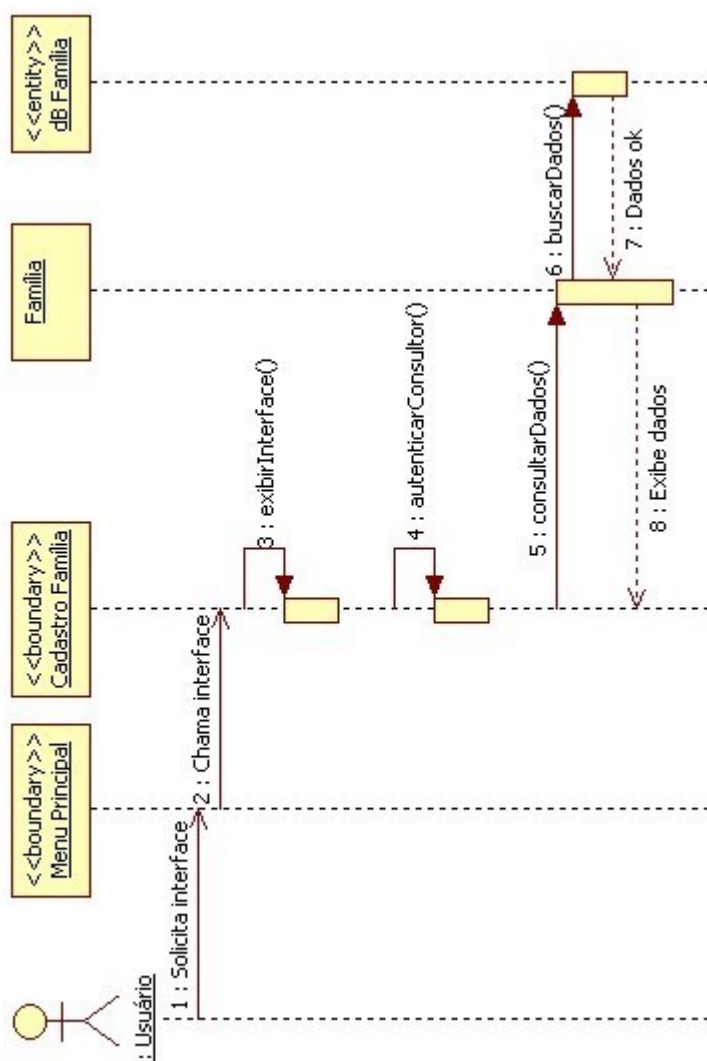 : Usuário
<<boundary>>
Menu Principal
<<boundary>>
Cadastro Família
Família
<<entity>>
dB Família
1 : Solicita interface
2 : Chama interface
3 : exibirInterface()
4 : autenticarConsultor()
5 : consultarDados()
6 : buscarDados()
7 : Dados ok
8 : Exibe dados